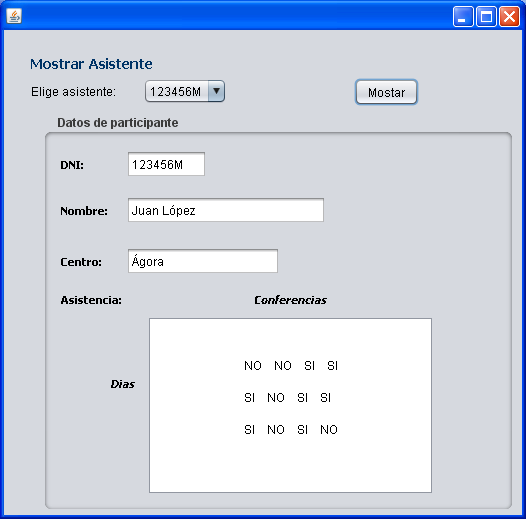 Mostrar Asistente
Elige asistente: 123456M Mostar
Datos de participante
DNI: 123456M
Nombre: Juan López
Centro: Ágora
Asistencia: Conferencias
NO NO SI SI
Dias
SI NO SI SI
SI NO SI NO